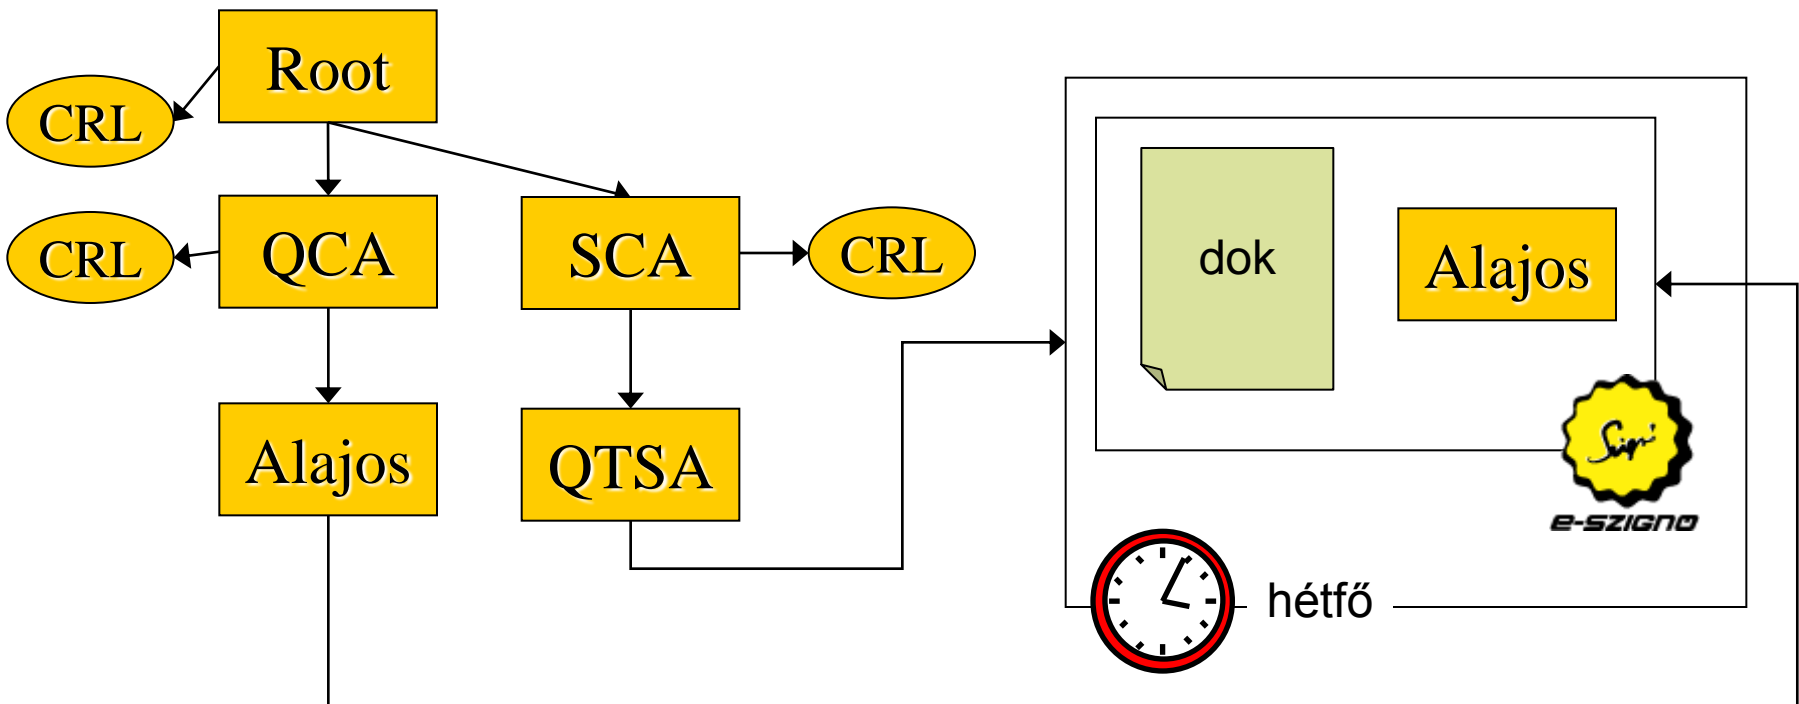 Root
CRL
QCA
CRL
SCA
CRL
Alajos
QTSA
dok
Alajos
e-SZIGNO
hétfő